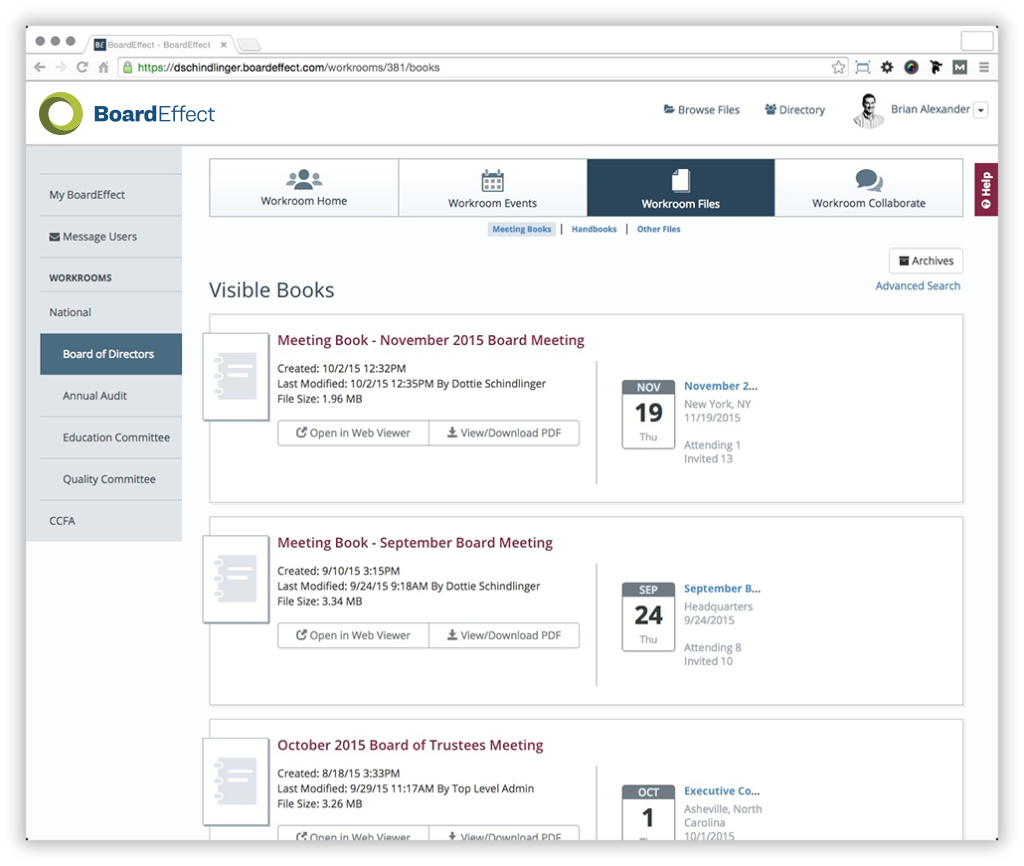 BE BoardEffect - BoardEffect ×
https://dschindlinger.boardeffect.com/workrooms/381/books
M
BoardEffect
Browse Files
Directory
Brian Alexander
My BoardEffect
Message Users
WORKROOMS
National
Board of Directors
Annual Audit
Education Committee
Quality Committee
CCFA
Workroom Home
Workroom Events
Workroom Files
Workroom Collaborate
Help
Meeting Books | Handbooks | Other Files
Archives
Advanced Search
Visible Books
Meeting Book - November 2015 Board Meeting
Created: 10/2/15 12:32PM
Last Modified: 10/2/15 12:35PM By Dottie Schindlinger
File Size: 1.96 MB
Open in Web Viewer
View/Download PDF
NOV
19
Thu
November 2...
New York, NY
11/19/2015
Attending 1
Invited 13
Meeting Book - September Board Meeting
Created: 9/10/15 3:15PM
Last Modified: 9/24/15 9:18AM By Dottie Schindlinger
File Size: 3.34 MB
Open in Web Viewer
View/Download PDF
SEP
24
Thu
September B...
Headquarters
9/24/2015
Attending 8
Invited 10
October 2015 Board of Trustees Meeting
Created: 8/18/15 3:33PM
Last Modified: 9/29/15 11:17AM By Top Level Admin
File Size: 3.26 MB
Open in Web Viewer
View/Download PDF
OCT
1
Executive Co...
Asheville, North
Carolina
10/1/2015